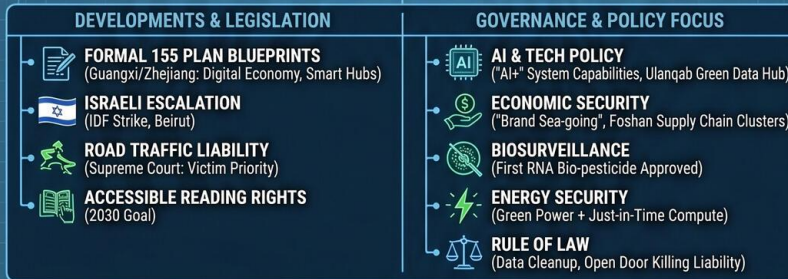 DEVELOPMENTS & LEGISLATION
FORMAL 155 PLAN BLUEPRINTS
(Guangxi/Zhejiang: Digital Economy, Smart Hubs)
ISRAELI ESCALATION
(IDF Strike, Beirut)
ROAD TRAFFIC LIABILITY
(Supreme Court: Victim Priority)
ACCESSIBLE READING RIGHTS
(2030 Goal)
GOVERNANCE & POLICY FOCUS
AI
AI & TECH POLICY
("AI+" System Capabilities, Ulanqab Green Data Hub)
$
ECONOMIC SECURITY
("Brand Sea-going", Foshan Supply Chain Clusters)
BIOSURVEILLANCE
(First RNA Bio-pesticide Approved)
ENERGY SECURITY
(Green Power + Just-in-Time Compute)
RULE OF LAW
(Data Cleanup, Open Door Killing Liability)